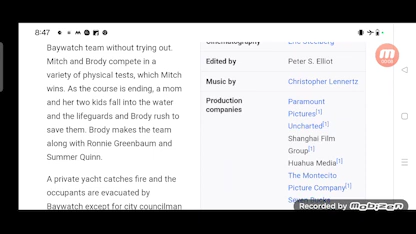 8:47
Baywatch team without trying out.
Mitch and Brody compete in a
variety of physical tests, which Mitch
wins. As the course is ending, a mom
and her two kids fall into the water
and the lifeguards and Brody rush to
save them. Brody makes the team
along with Ronnie Greenbaum and
Summer Quinn.
A private yacht catches fire and the
occupants are evacuated by
Baywatch except for city councilman
Edited by Peter S. Elliot
Music by Christopher Lennertz
Production
companies
Paramount
Pictures[1]
Uncharted[1]
Shanghai Film
Group[1]
Huahua Media[1]
The Montecito
Picture Company[1]
Seven Bucks
Recorded by Mobizen